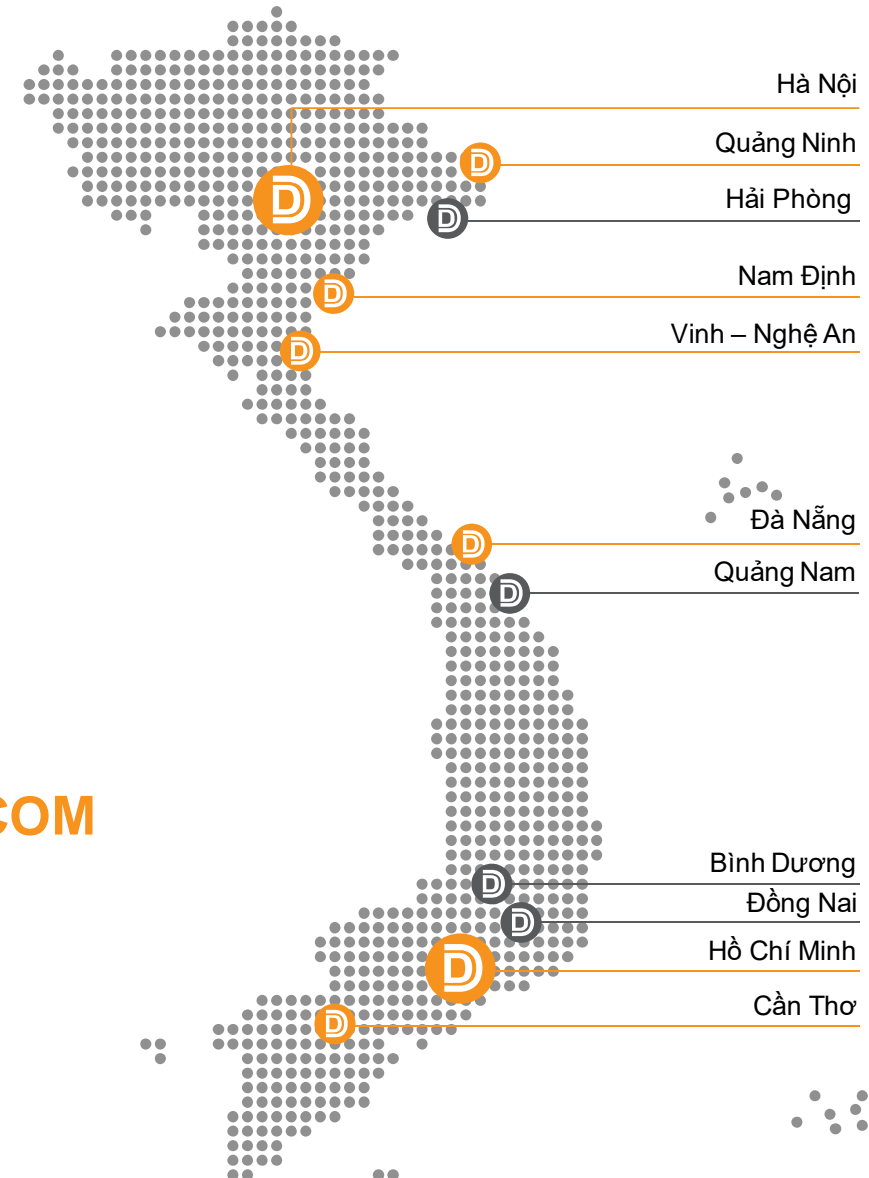 Hà Nội
Quảng Ninh
Hải Phòng
Nam Định
Vinh – Nghệ An
Đà Nẵng
Quảng Nam
COM
Bình Dương
Đồng Nai
Hồ Chí Minh
Cần Thơ